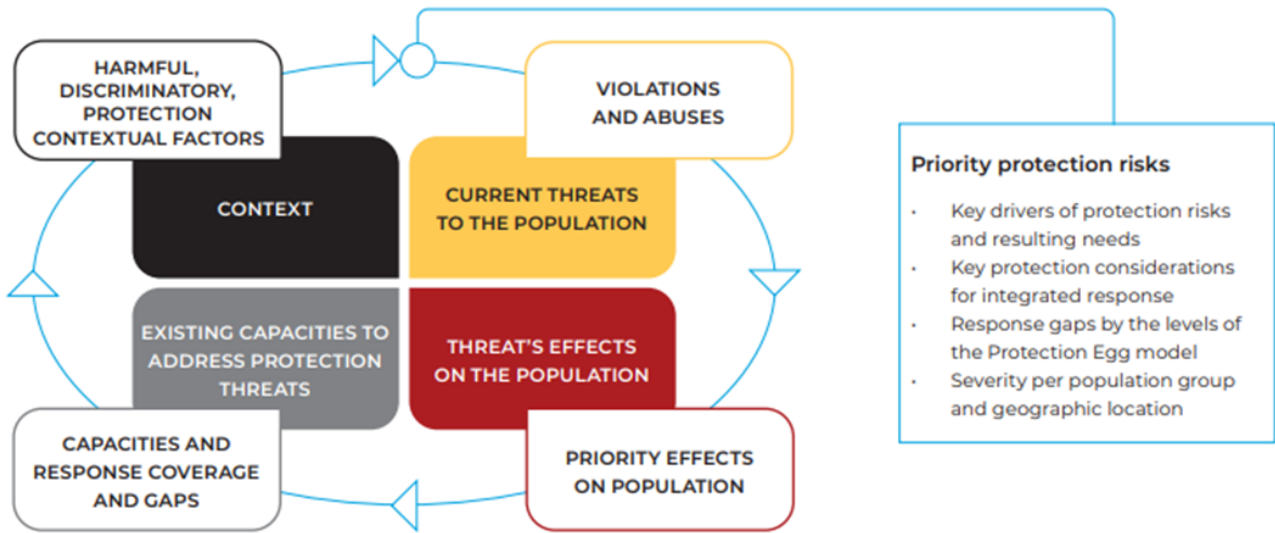 HARMFUL,
DISCRIMINATORY,
PROTECTION
CONTEXTUAL FACTORS
VIOLATIONS
AND ABUSES
CONTEXT
CURRENT THREATS
TO THE POPULATION
EXISTING CAPACITIES TO
ADDRESS PROTECTION
THREATS
THREAT'S EFFECTS
ON THE POPULATION
CAPACITIES AND
RESPONSE COVERAGE
AND GAPS
PRIORITY EFFECTS
ON POPULATION
Priority protection risks
· Key drivers of protection risks
and resulting needs
· Key protection considerations
for integrated response
· Response gaps by the levels of
the Protection Egg model
· Severity per population group
and geographic location